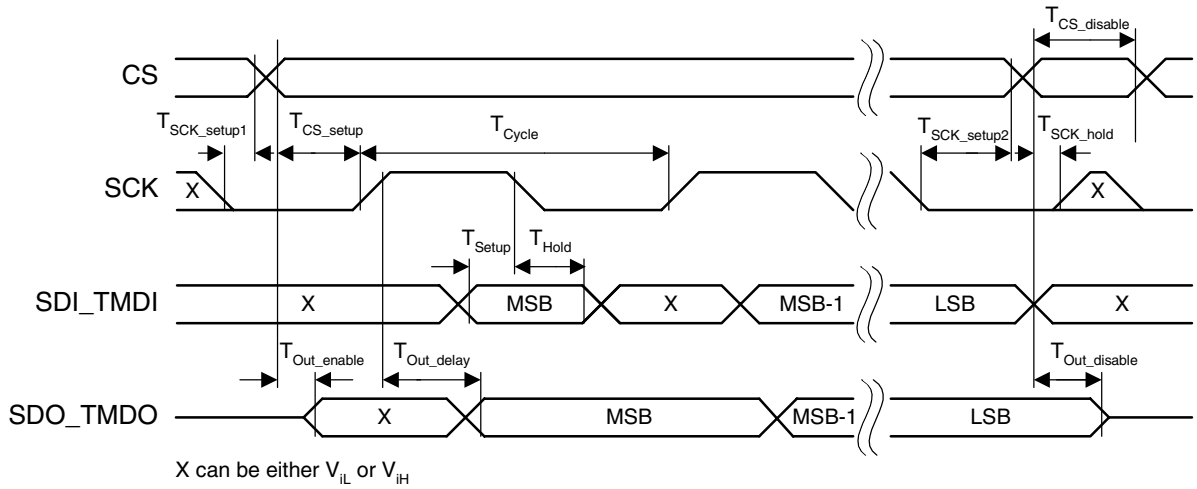 T_CS_disable
CS
T_SCK_setup1 T_CS_setup T_Cycle T_SCK_setup2 T_SCK_hold
SCK X X
T_Setup T_Hold
SDI_TMDI X MSB X MSB-1 LSB X
T_Out_enable T_Out_delay T_Out_disable
SDO_TMDO X MSB MSB-1 LSB
X can be either V_iL or V_iH